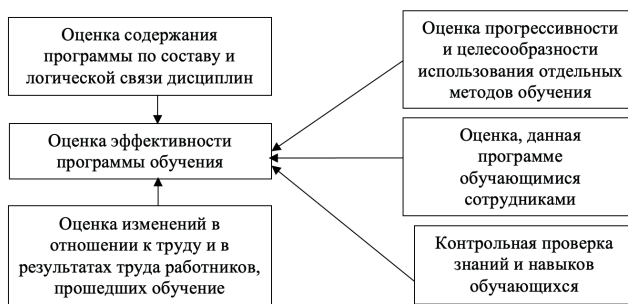 Оценка содержания
программы по составу и
логической связи дисциплин
Оценка эффективности
программы обучения
Оценка изменений в
отношении к труду и в
результатах труда работников,
прошедших обучение
Оценка прогрессивности
и целесообразности
использования отдельных
методов обучения
Оценка, данная
программе
обучающимися
сотрудниками
Контрольная проверка
знаний и навыков
обучающихся